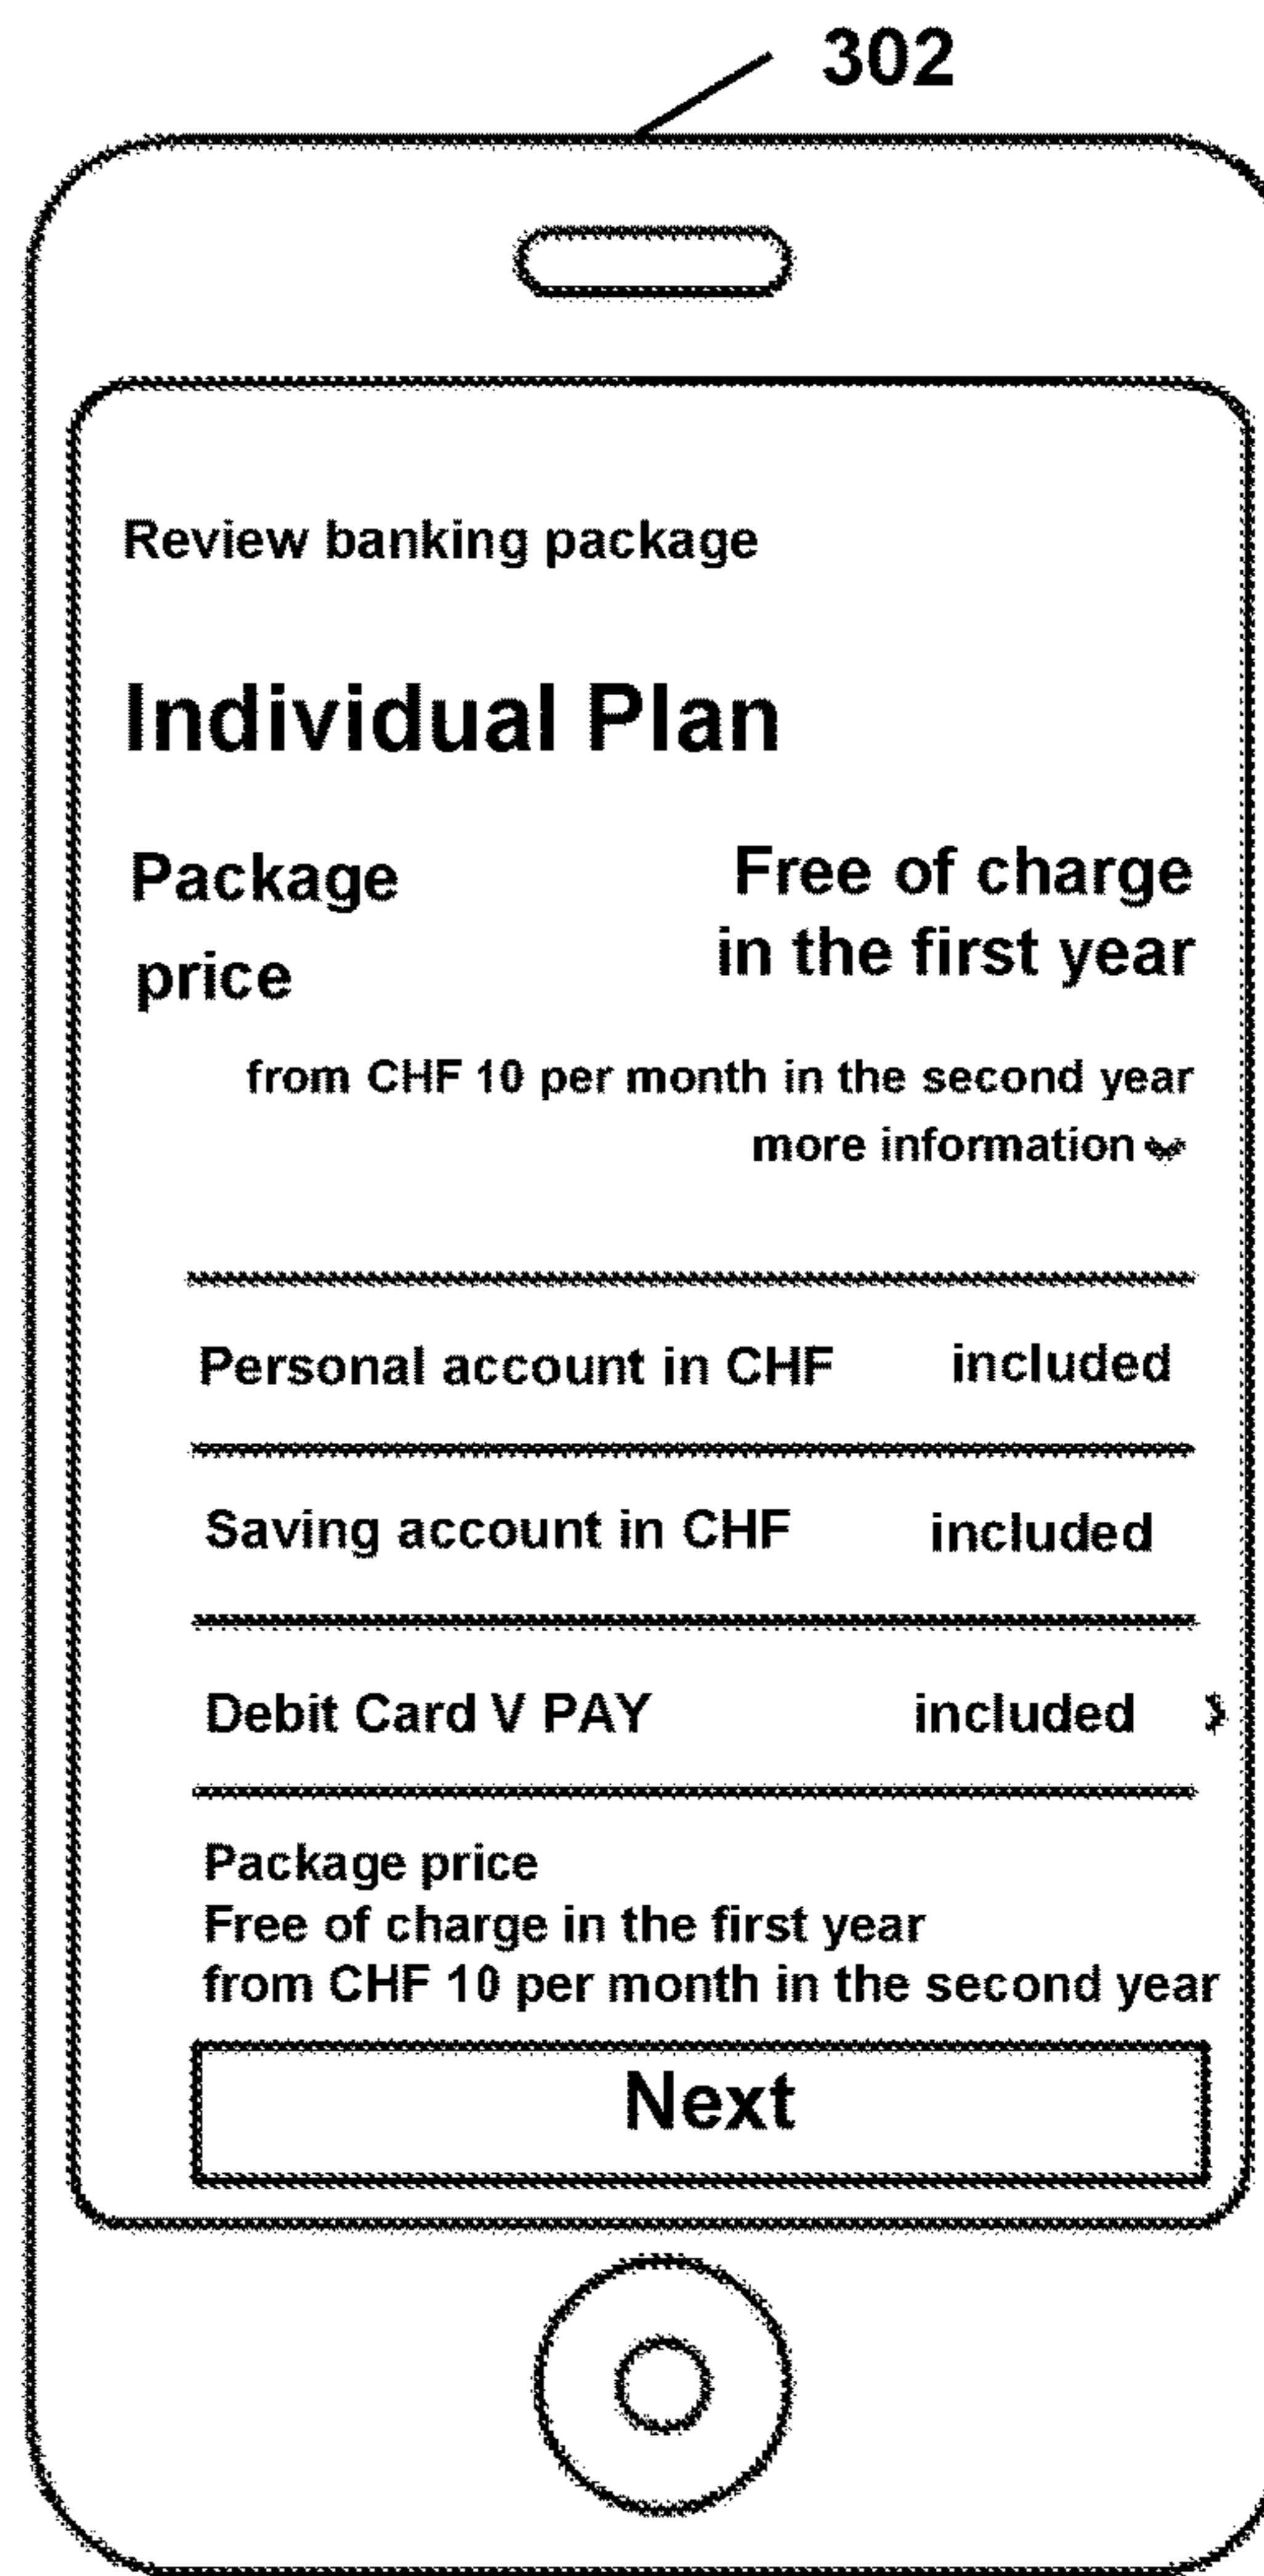 302
Review banking package
Individual Plan
Package price
Free of charge
in the first year
from CHF 10 per month in the second year
more information
Personal account in CHF included
Saving account in CHF included
Debit Card V PAY included
Package price
Free of charge in the first year
from CHF 10 per month in the second year
Next